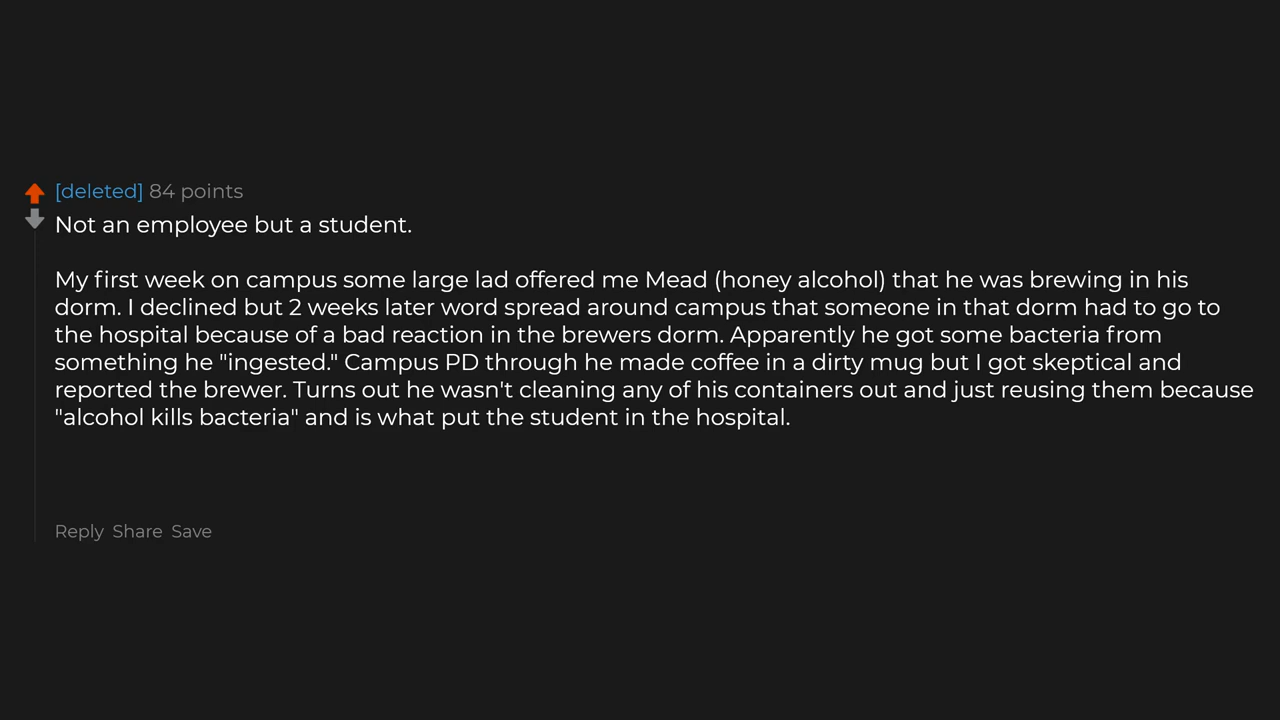 [deleted] 84 points
Not an employee but a student.
My first week on campus some large lad offered me Mead (honey alcohol) that he was brewing in his
dorm. I declined but 2 weeks later word spread around campus that someone in that dorm had to go to
the hospital because of a bad reaction in the brewers dorm. Apparently he got some bacteria from
something he "ingested." Campus PD through he made coffee in a dirty mug but I got skeptical and
reported the brewer. Turns out he wasn't cleaning any of his containers out and just reusing them because
"alcohol kills bacteria" and is what put the student in the hospital.
Reply Share Save